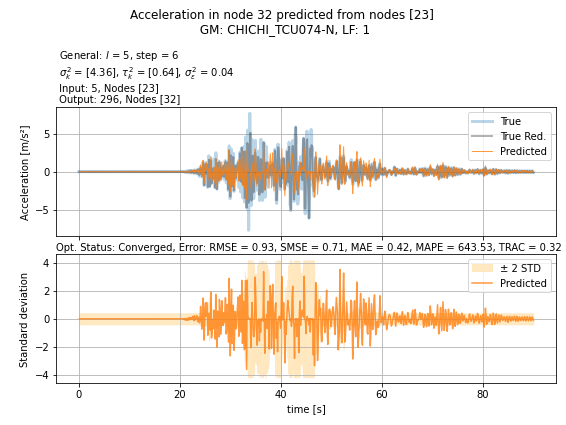 Acceleration in node 32 predicted from nodes [23]
GM: CHICHI_TCU074-N, LF: 1
General: l = 5, step = 6
σ²ₖ = [4.36], τ²ₖ = [0.64], σ²ε = 0.04
Input: 5, Nodes [23]
Output: 296, Nodes [32]
Acceleration [m/s²]
5
0
−5
True
True Red.
Predicted
Opt. Status: Converged, Error: RMSE = 0.93, SMSE = 0.71, MAE = 0.42, MAPE = 643.53, TRAC = 0.32
Standard deviation
4
2
0
−2
−4
± 2 STD
Predicted
0 20 40 60 80
time [s]